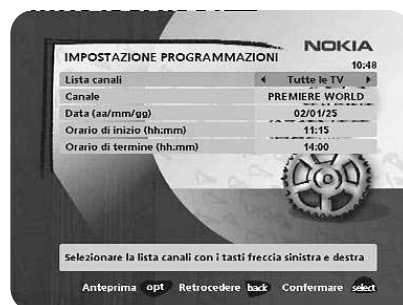 NOKIA
IMPOSTAZIONE PROGRAMMAZIONI
10:48
Lista canali Tutte le TV
Canale PREMIERE WORLD
Data (aa/mm/gg) 02/01/25
Orario di inizio (hh:mm) 11:15
Orario di termine (hh:mm) 14:00
Selezionare la lista canali con i tasti freccia sinistra e destra
Anteprima opt Retrocedere back Confermare select